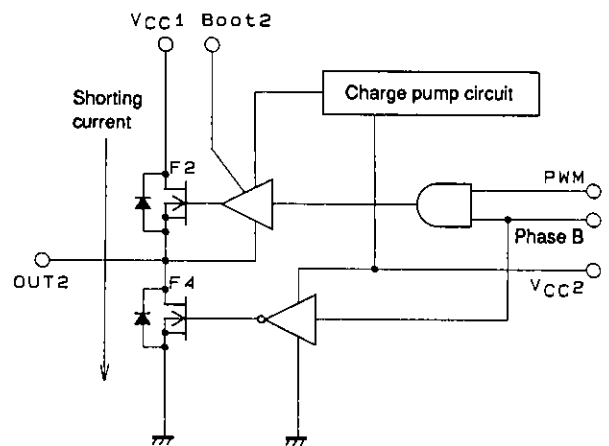 VCC1 Boot2
Charge pump circuit
Shorting
current
F2
PWM
Phase B
OUT2
F4
VCC2